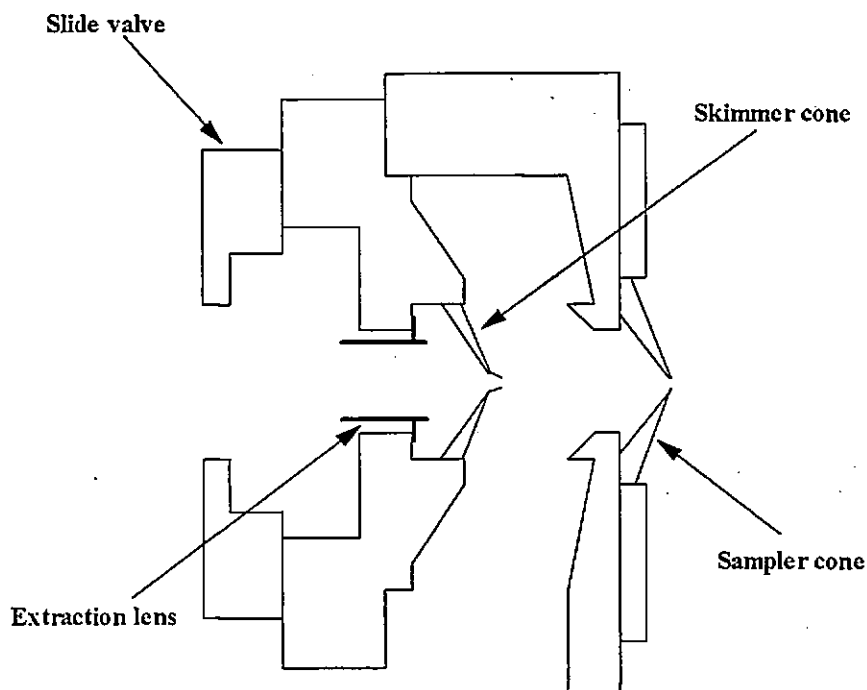 Slide valve
Skimmer cone
Sampler cone
Extraction lens